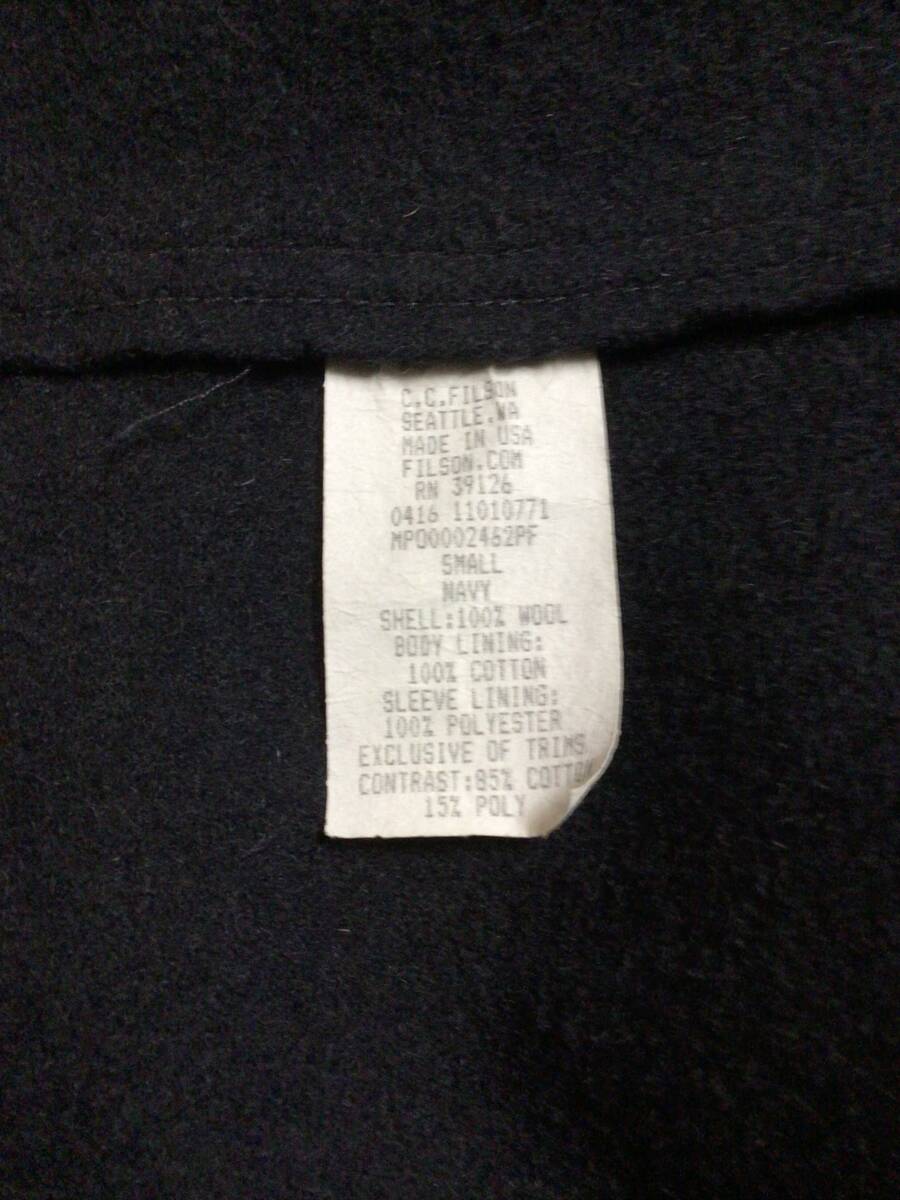 C.C.FILSON
SEATTLE.WA
MADE IN USA
FILSON.COM
RN 39126
0416 11010771
MPO00002462PF
SMALL
NAVY
SHELL:100% WOOL
BODY LINING:
100% COTTON
SLEEVE LINING:
100% POLYESTER
EXCLUSIVE OF TRIMS
CONTRAST:85% COTTON
15% POLY